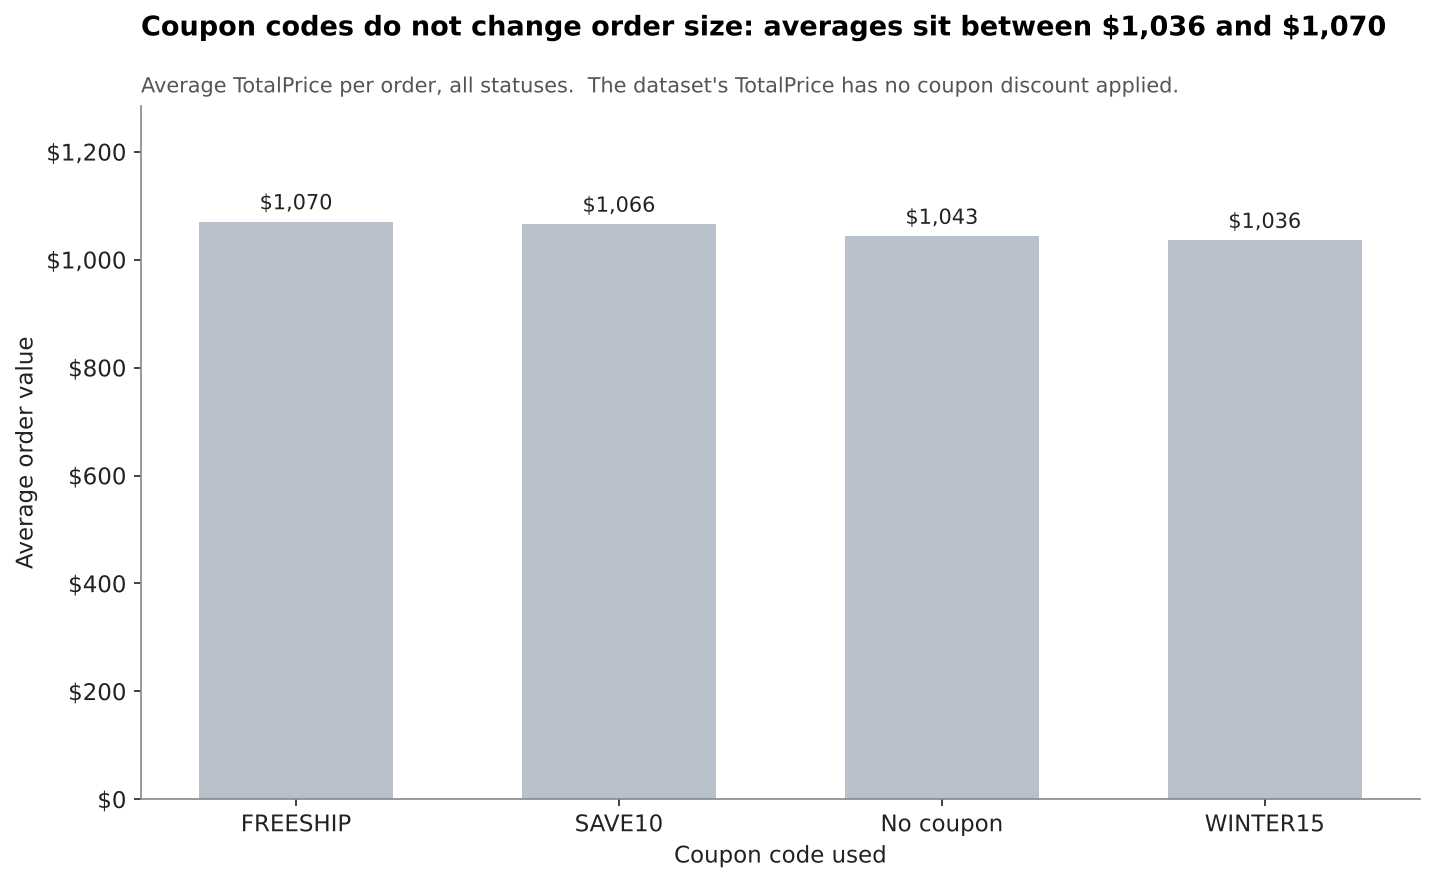 Coupon codes do not change order size: averages sit between $1,036 and $1,070
Average TotalPrice per order, all statuses.  The dataset's TotalPrice has no coupon discount applied.
Average order value
$1,200
$1,000
$800
$600
$400
$200
$0
$1,070
$1,066
$1,043
$1,036
FREESHIP
SAVE10
No coupon
WINTER15
Coupon code used